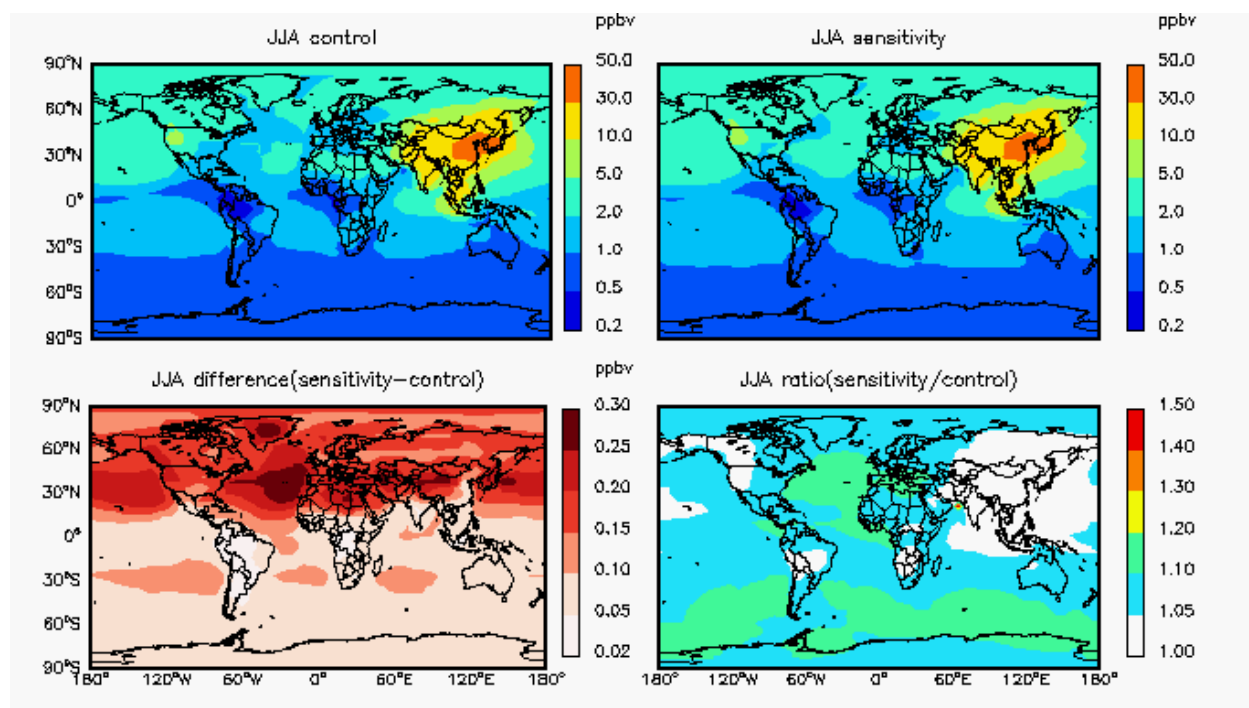 JJA control
ppbv
JJA sensitivity
ppbv
90°N
60°N
30°N
0°
30°S
60°S
90°S
50.0
30.0
10.0
5.0
2.0
1.0
0.5
0.2
50.0
30.0
10.0
5.0
2.0
1.0
0.5
0.2
JJA difference(sensitivity-control)
ppbv
JJA ratio(sensitivity/control)
90°N
60°N
30°N
0°
30°S
60°S
90°S
0.30
0.25
0.20
0.15
0.10
0.05
0.02
1.50
1.40
1.30
1.20
1.10
1.05
1.00
180° 120°W 60°W 0° 60°E 120°E 180°
180° 120°W 60°W 0° 60°E 120°E 180°